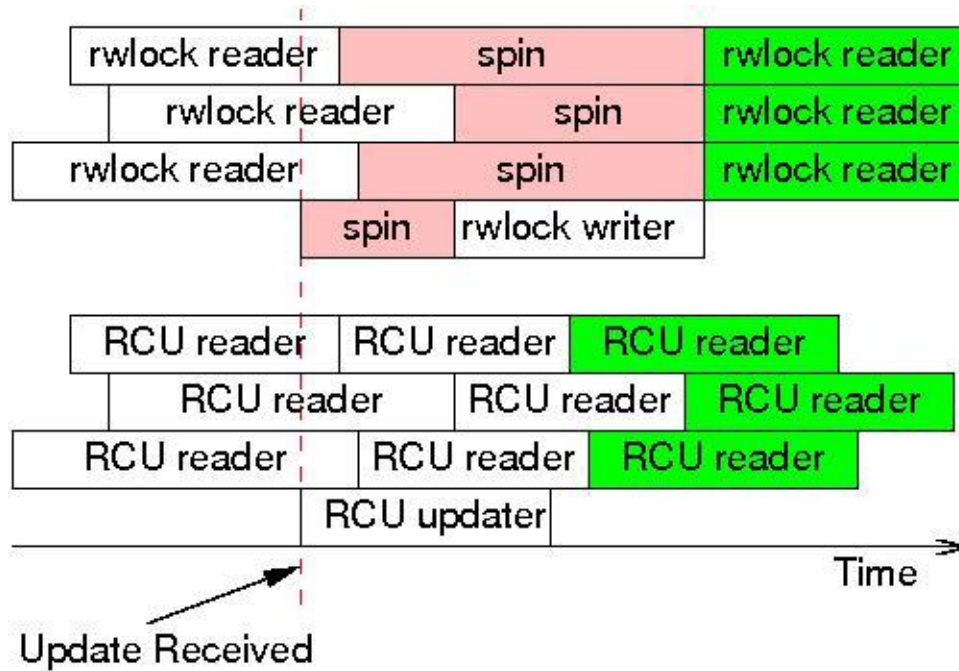 rwlock reader spin rwlock reader
rwlock reader spin rwlock reader
rwlock reader spin rwlock reader
spin rwlock writer
RCU reader RCU reader RCU reader
RCU reader RCU reader RCU reader
RCU reader RCU reader RCU reader
RCU updater
Time
Update Received